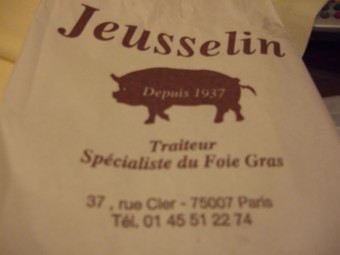 Jeusselin
Depuis 1937
Traiteur
Spécialiste du Foie Gras
37, rue Cler - 75007 Paris
Tél. 01 45 51 22 74